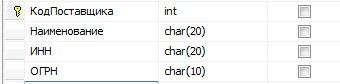 КодПоставщика int
Наименование char(20)
ИНН char(20)
ОГРН char(10)